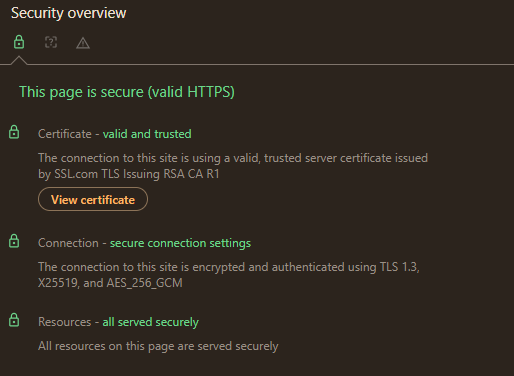 Security overview
This page is secure (valid HTTPS)
Certificate - valid and trusted
The connection to this site is using a valid, trusted server certificate issued
by SSL.com TLS Issuing RSA CA R1
View certificate
Connection - secure connection settings
The connection to this site is encrypted and authenticated using TLS 1.3,
X25519, and AES_256_GCM
Resources - all served securely
All resources on this page are served securely